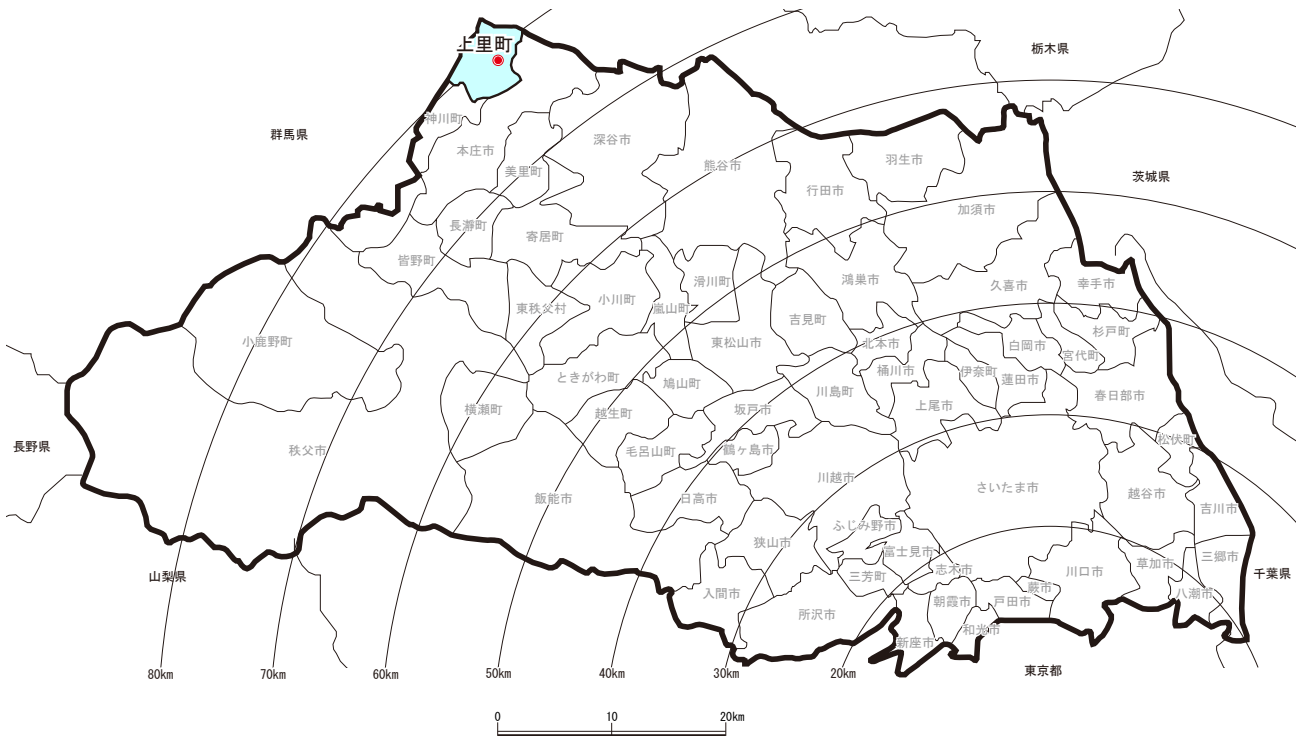 上里町
栃木県
群馬県
神川町
本庄市
美里町
深谷市
熊谷市
行田市
羽生市
茨城県
加須市
長瀞町
寄居町
皆野町
滑川町
鴻巣市
久喜市
幸手市
東秩父村
小川町
嵐山町
吉見町
杉戸町
小鹿野町
東松山市
北本市
白岡市
宮代町
ときがわ町
鳩山町
桶川市
伊奈町
蓮田市
川島町
春日部市
横瀬町
越生町
坂戸市
上尾市
長野県
秩父市
毛呂山町
鶴ヶ島市
松伏町
川越市
さいたま市
越谷市
飯能市
日高市
吉川市
ふじみ野市
狭山市
富士見市
三郷市
山梨県
三芳町
志木市
川口市
草加市
千葉県
入間市
蕨市
八潮市
所沢市
朝霞市
戸田市
和光市
新座市
東京都
80km
70km
60km
50km
40km
30km
20km
0
10
20km